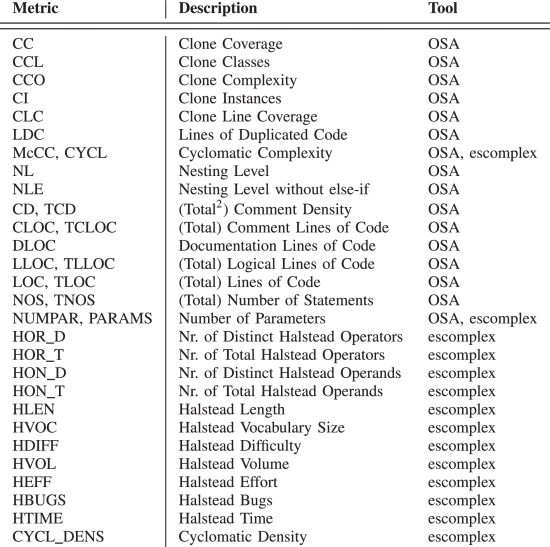 Metric Description Tool
CC Clone Coverage OSA
CCL Clone Classes OSA
CCO Clone Complexity OSA
CI Clone Instances OSA
CLC Clone Line Coverage OSA
LDC Lines of Duplicated Code OSA
McCC, CYCL Cyclomatic Complexity OSA, escomplex
NL Nesting Level OSA
NLE Nesting Level without else-if OSA
CD, TCD (Total²) Comment Density OSA
CLOC, TCLOC (Total) Comment Lines of Code OSA
DLOC Documentation Lines of Code OSA
LLOC, TLLOC (Total) Logical Lines of Code OSA
LOC, TLOC (Total) Lines of Code OSA
NOS, TNOS (Total) Number of Statements OSA
NUMPAR, PARAMS Number of Parameters OSA, escomplex
HOR_D Nr. of Distinct Halstead Operators escomplex
HOR_T Nr. of Total Halstead Operators escomplex
HON_D Nr. of Distinct Halstead Operands escomplex
HON_T Nr. of Total Halstead Operands escomplex
HLEN Halstead Length escomplex
HVOC Halstead Vocabulary Size escomplex
HDIFF Halstead Difficulty escomplex
HVOL Halstead Volume escomplex
HEFF Halstead Effort escomplex
HBUGS Halstead Bugs escomplex
HTIME Halstead Time escomplex
CYCL_DENS Cyclomatic Density escomplex